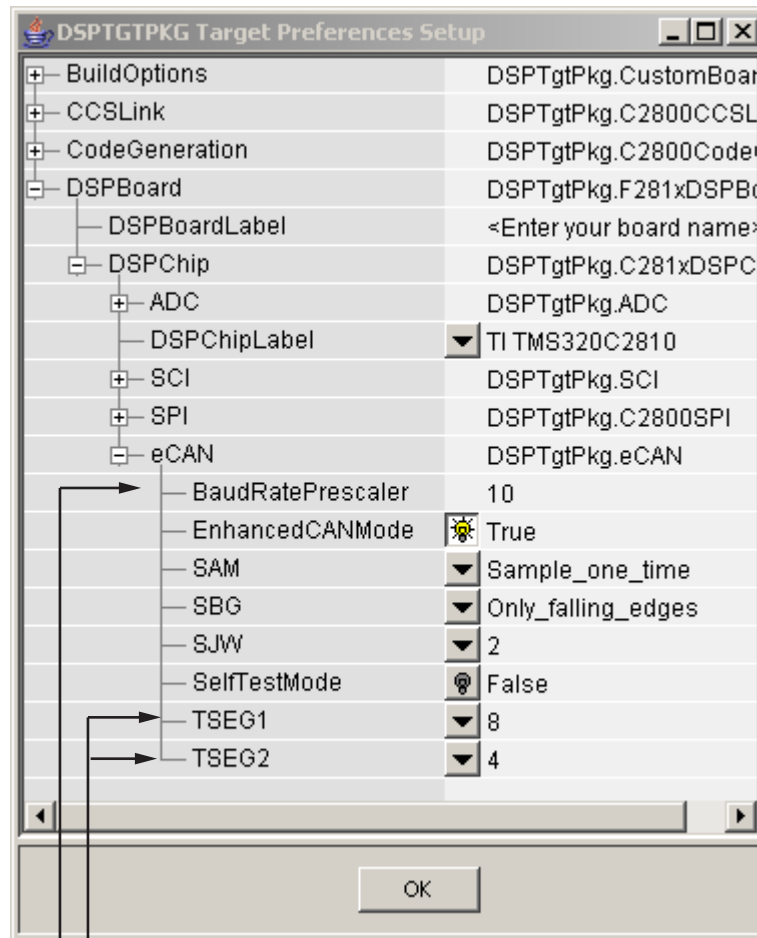 DSPTGTPKG Target Preferences Setup
BuildOptions DSPTgtPkg.CustomBoar
CCSLink DSPTgtPkg.C2800CCSL
CodeGeneration DSPTgtPkg.C2800Code
DSPBoard DSPTgtPkg.F281xDSPBo
DSPBoardLabel <Enter your board name>
DSPChip DSPTgtPkg.C281xDSPC
ADC DSPTgtPkg.ADC
DSPChipLabel TI TMS320C2810
SCI DSPTgtPkg.SCI
SPI DSPTgtPkg.C2800SPI
eCAN DSPTgtPkg.eCAN
BaudRatePrescaler 10
EnhancedCANMode True
SAM Sample_one_time
SBG Only_falling_edges
SJW 2
SelfTestMode False
TSEG1 8
TSEG2 4
OK